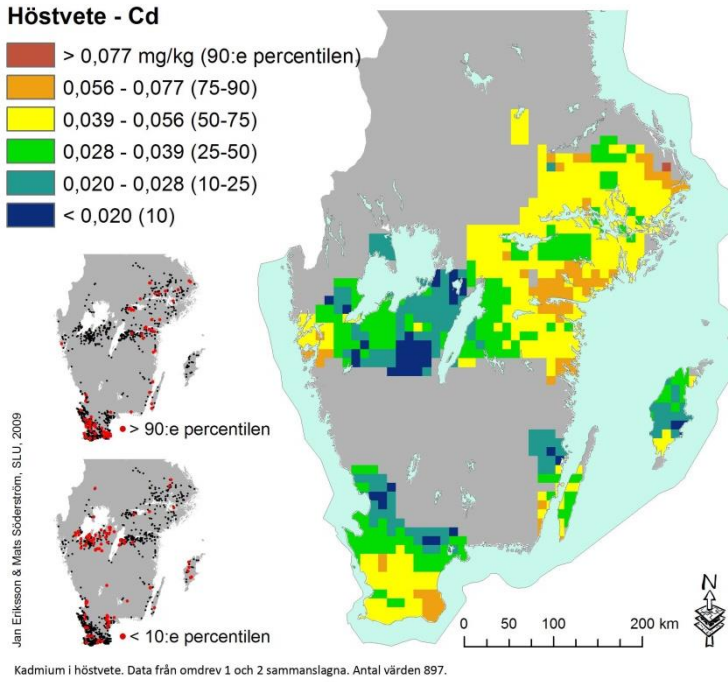 Höstvete - Cd
> 0,077 mg/kg (90:e percentilen)
0,056 - 0,077 (75-90)
0,039 - 0,056 (50-75)
0,028 - 0,039 (25-50)
0,020 - 0,028 (10-25)
< 0,020 (10)
> 90:e percentilen
< 10:e percentilen
Jan Eriksson & Mats Söderström, SLU, 2009
N
0 50 100 200 km
Kadmium i höstvete. Data från omdrev 1 och 2 sammanslagna. Antal värden 897.